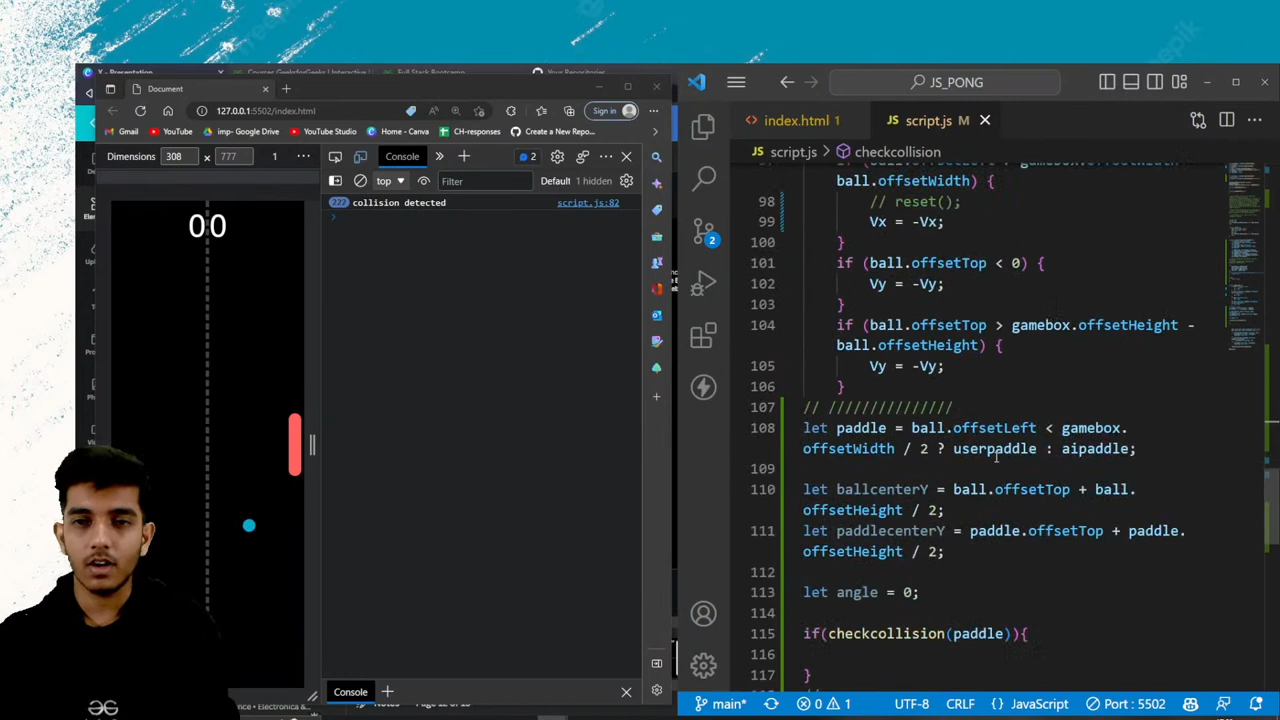 Y - Presentation
Courses GeeksforGeeks | Interactive
Full Stack Bootcamp
Your Repositories
Document
127.0.0.1:5502/index.html
Sign in
Gmail
YouTube
imp- Google Drive
YouTube Studio
Home - Canva
CH-responses
Create a New Repo...
Dimensions 308 x 777 1
Console
2
top
Filter
Default
1 hidden
222 collision detected script.js:82
00
Console
JS_PONG
index.html 1
script.js M
script.js > checkcollision
ball.offsetWidth) {
98 // reset();
99 Vx = -Vx;
100 }
101 if (ball.offsetTop < 0) {
102 Vy = -Vy;
103 }
104 if (ball.offsetTop > gamebox.offsetHeight -
ball.offsetHeight) {
105 Vy = -Vy;
106 }
107 // ///////////////
108 let paddle = ball.offsetLeft < gamebox.
offsetWidth / 2 ? userpaddle : aipaddle;
109
110 let ballcenterY = ball.offsetTop + ball.
offsetHeight / 2;
111 let paddlecenterY = paddle.offsetTop + paddle.
offsetHeight / 2;
112
113 let angle = 0;
114
115 if(checkcollision(paddle)){
116
117 }
2
main*
0 1
UTF-8
CRLF
{} JavaScript
Port : 5502